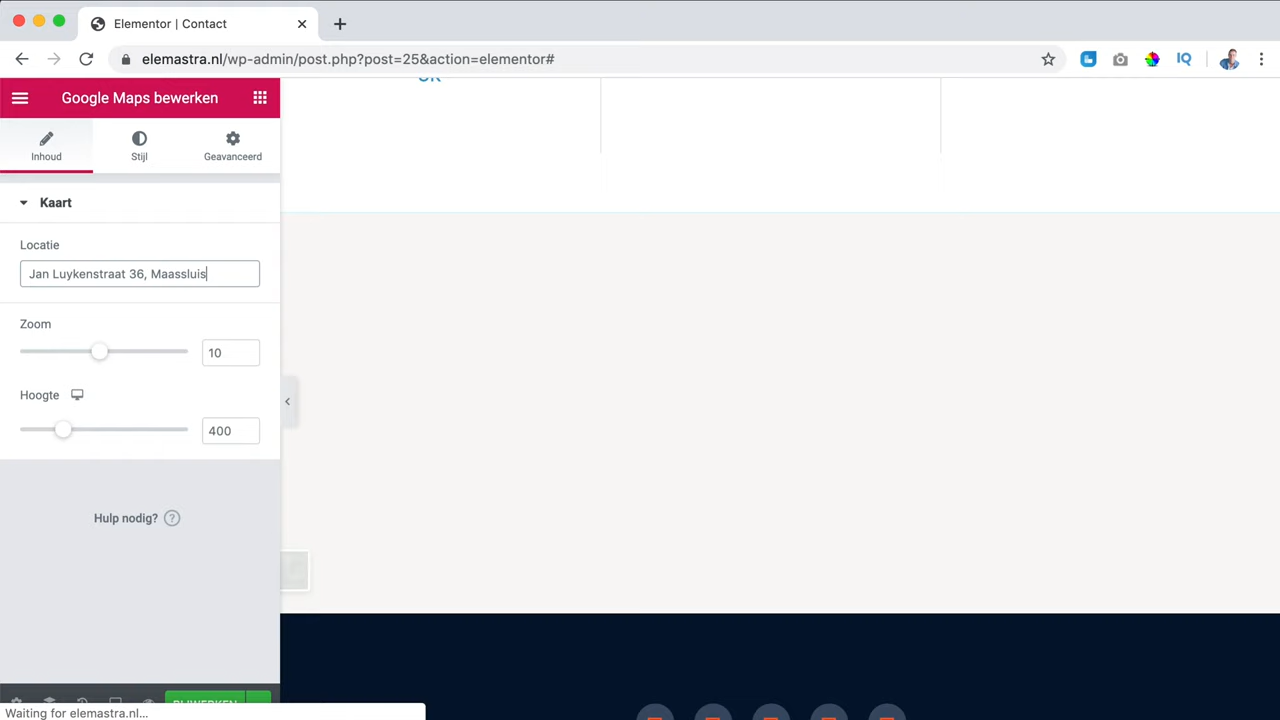 Elementor | Contact
elemastra.nl/wp-admin/post.php?post=25&action=elementor#
IQ
Google Maps bewerken
Inhoud
Stijl
Geavanceerd
Kaart
Locatie
Jan Luykenstraat 36, Maassluis
Zoom
10
Hoogte
400
Hulp nodig? ?
BIJWERKEN
Waiting for elemastra.nl...